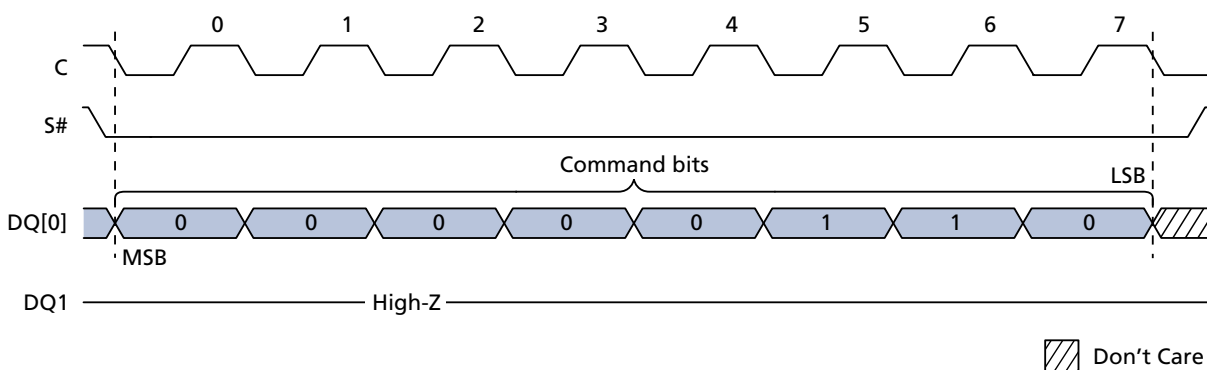 0 1 2 3 4 5 6 7
C
S#
Command bits
LSB
DQ[0] 0 0 0 0 0 1 1 0
MSB
DQ1 High-Z
Don't Care